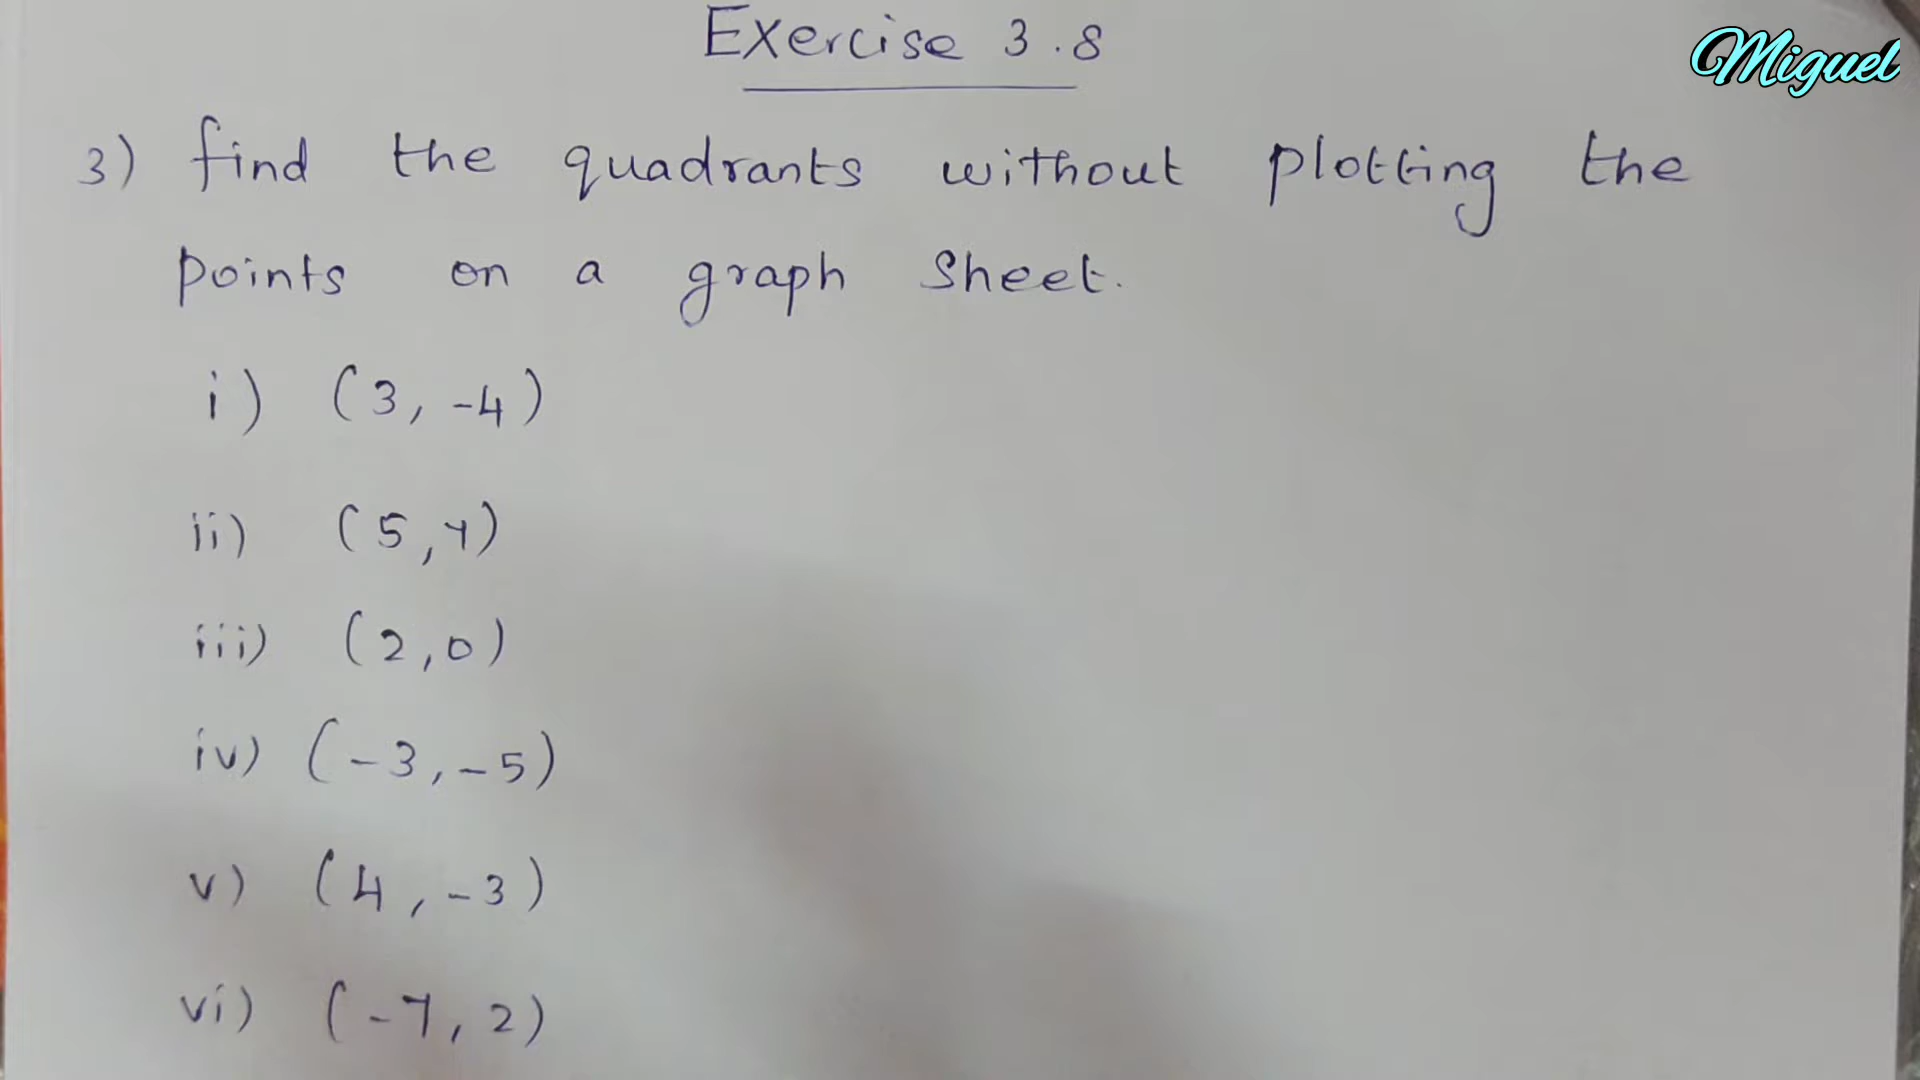 Exercise 3.8
Miguel
3) find the quadrants without plotting the
points on a graph Sheet.
i) (3, -4)
ii) (5, 7)
iii) (2, 0)
iv) (-3, -5)
v) (4, -3)
vi) (-7, 2)